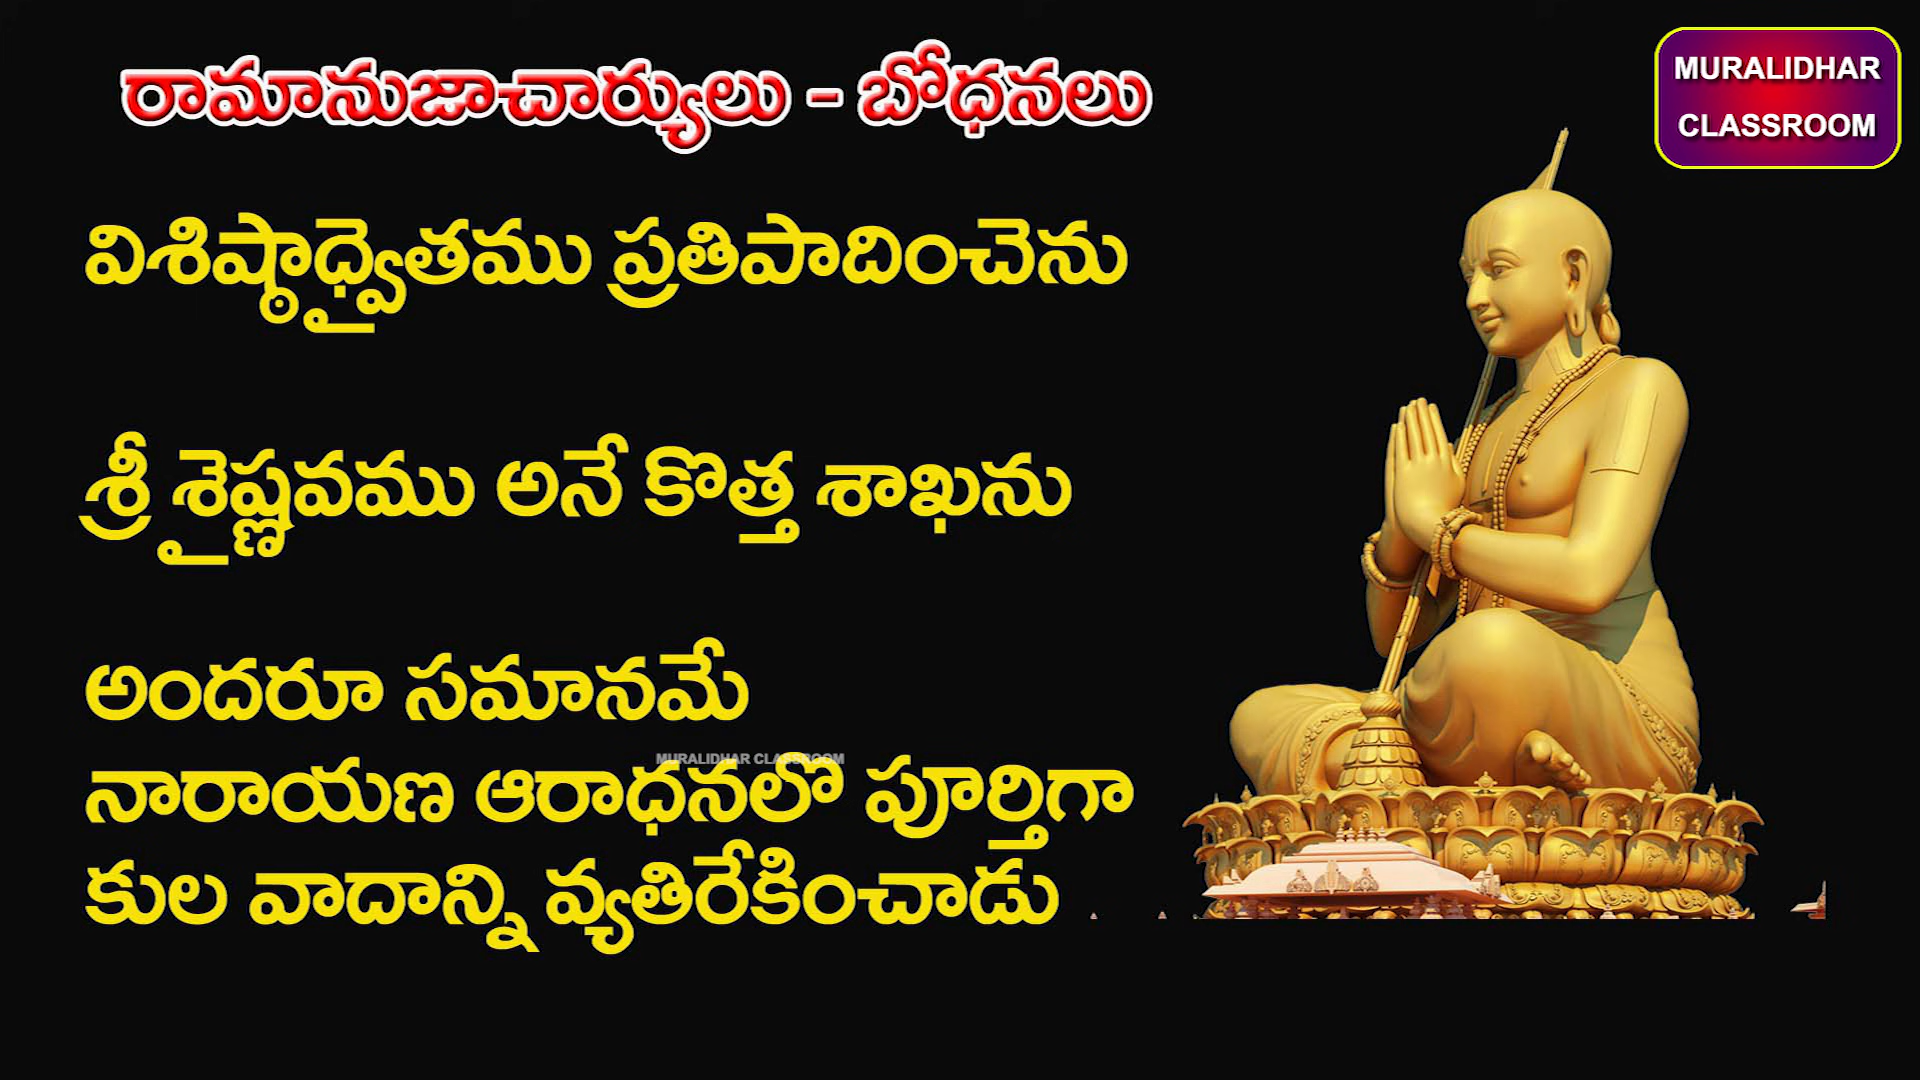 రామానుజాచార్యులు - బోధనలు
MURALIDHAR
CLASSROOM
విశిష్ఠాధ్వైతము ప్రతిపాదించెను
శ్రీ శైష్ణవము అనే కొత్త శాఖను
అందరూ సమానమే
MURALIDHAR CLASSROOM
నారాయణ ఆరాధనలొ పూర్తిగా
కుల వాదాన్ని వ్యతిరేకించాడు